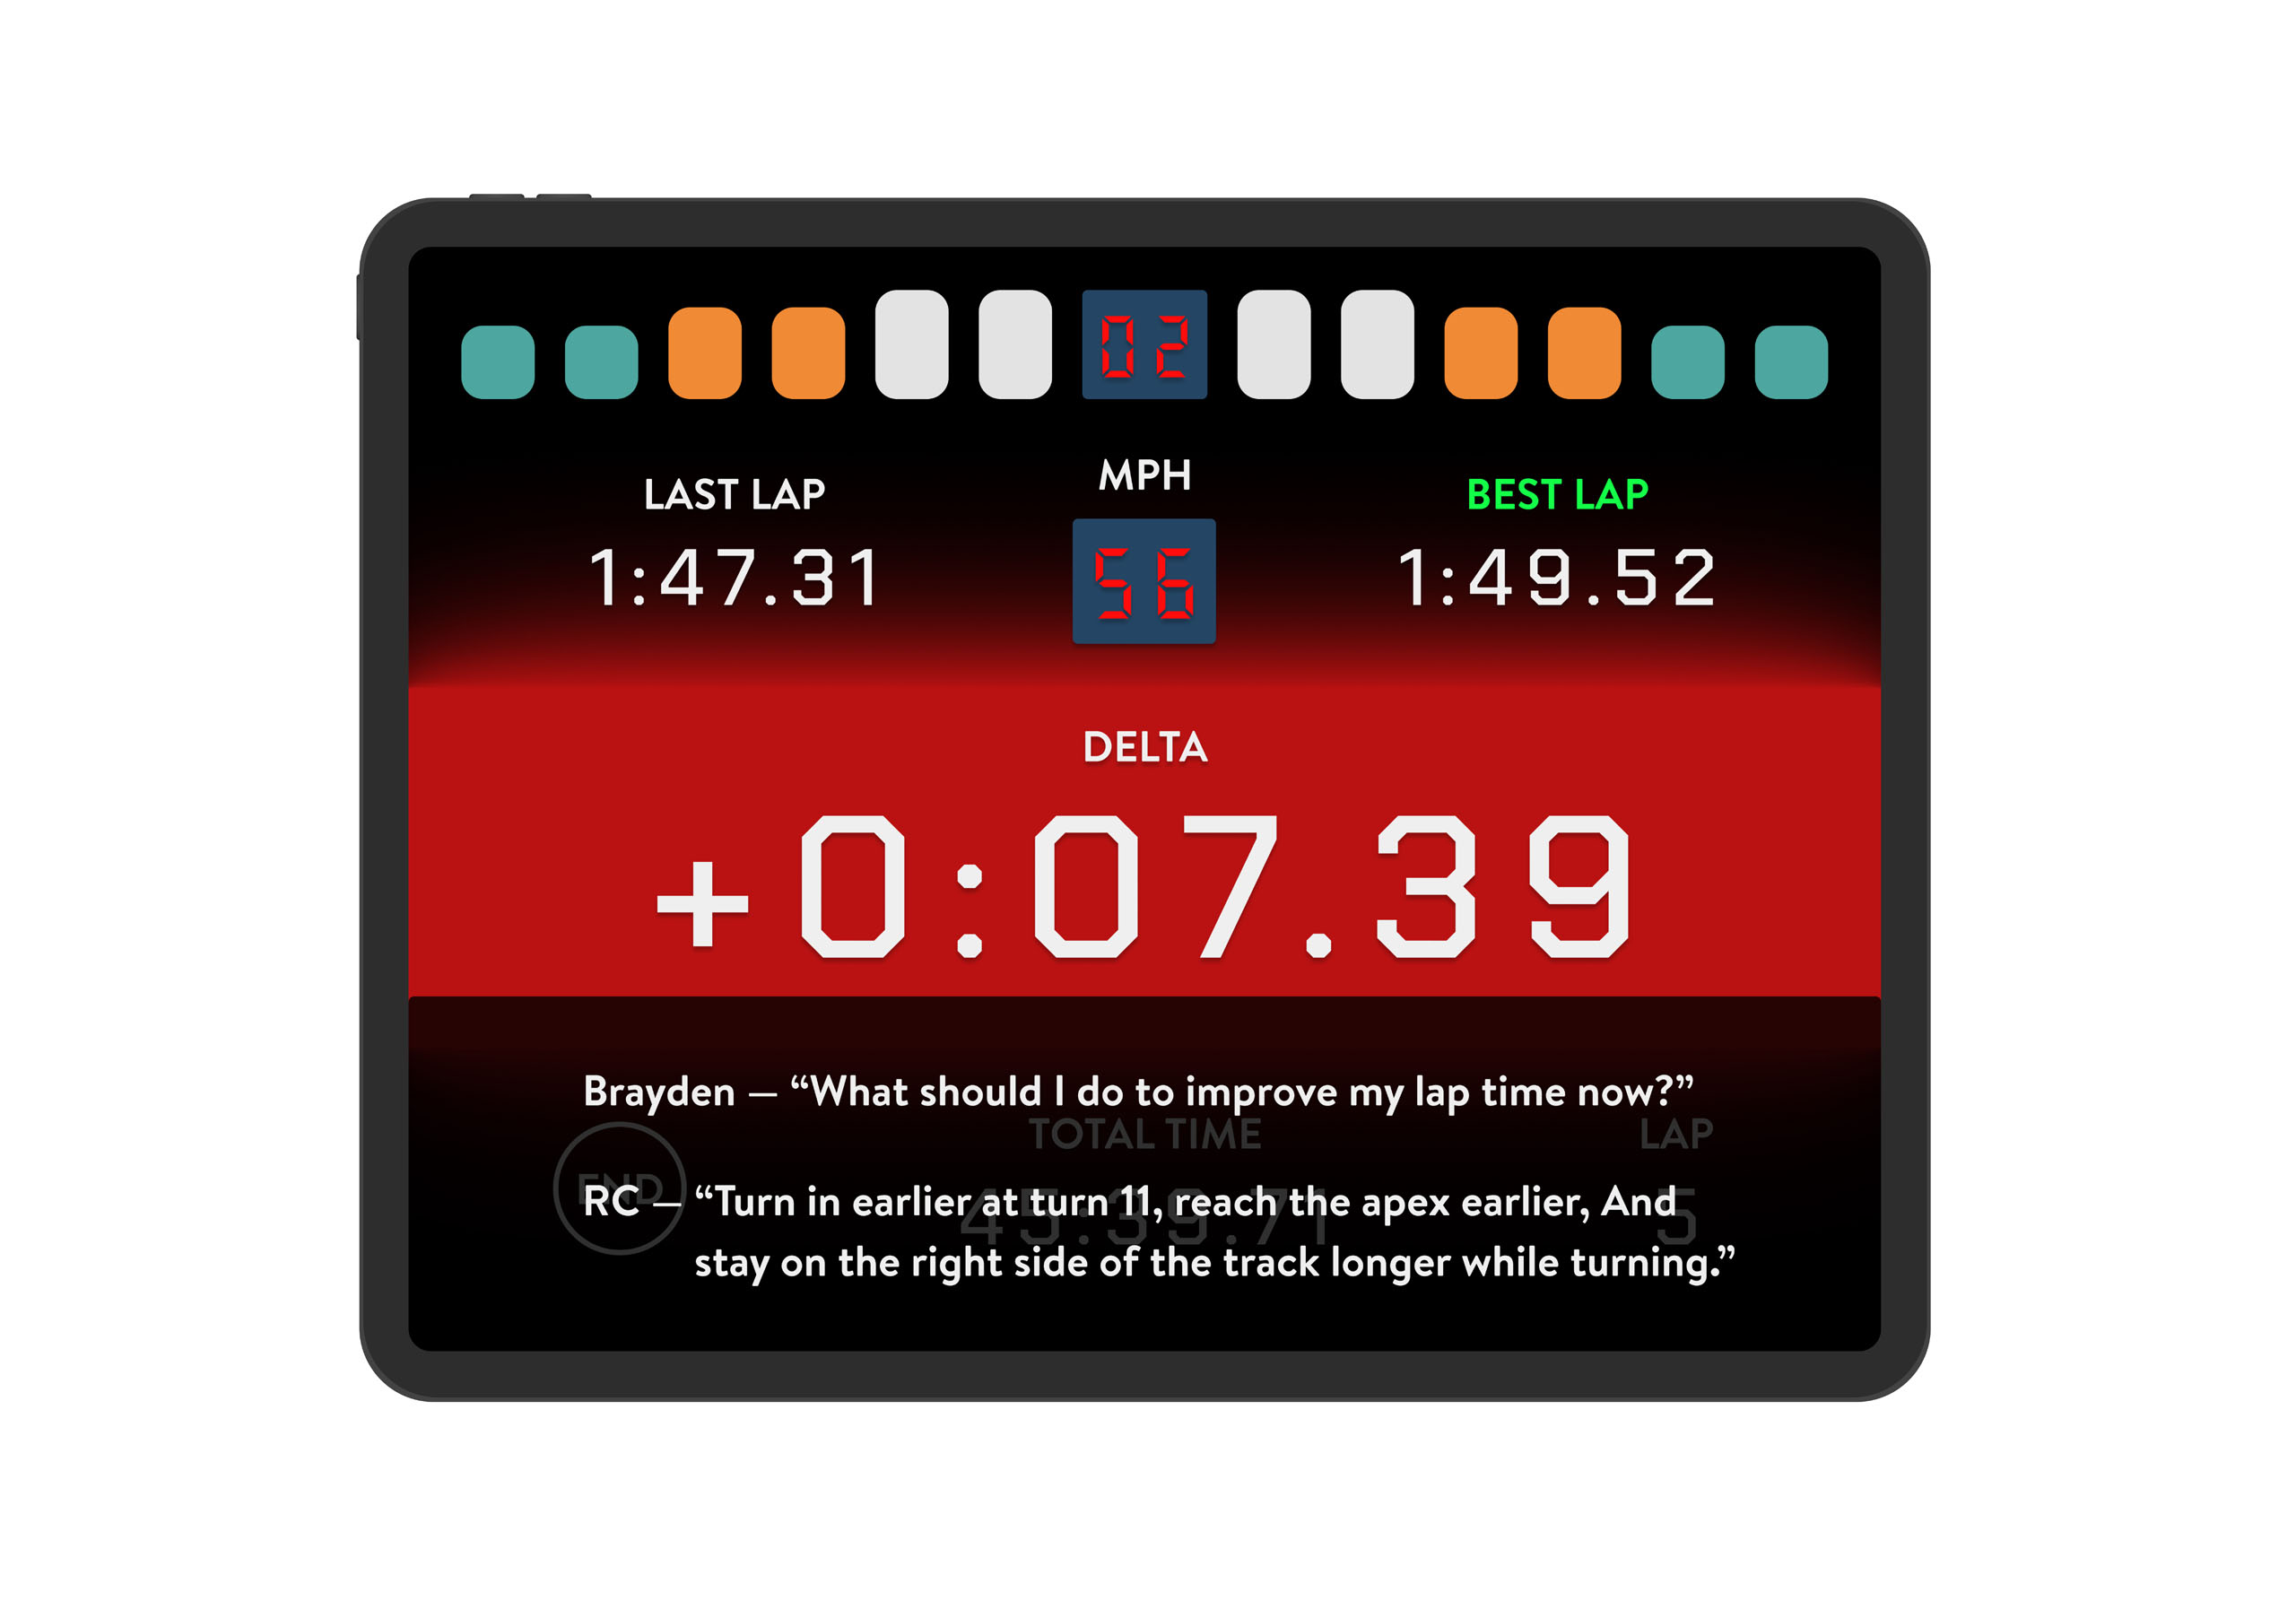 02
MPH
LAST LAP
BEST LAP
1:47.31
56
1:49.52
DELTA
+0:07.39
Brayden — “What should I do to improve my lap time now?”
TOTAL TIME
LAP
END
RC — “Turn in earlier at turn 11, reach the apex earlier, And
45:39.71
5
stay on the right side of the track longer while turning.”